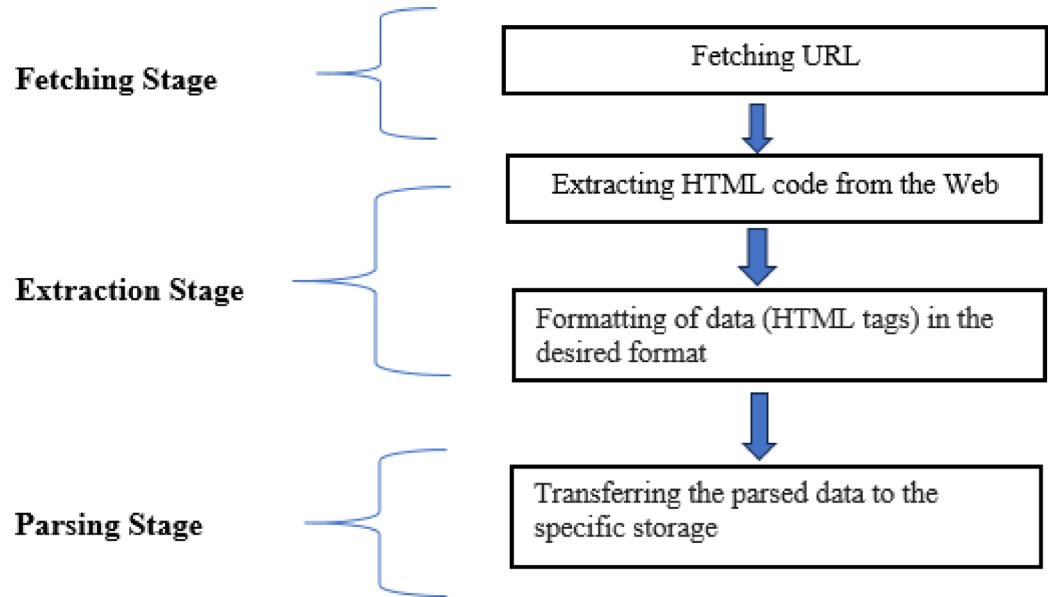 Fetching Stage
Fetching URL
Extracting HTML code from the Web
Extraction Stage
Formatting of data (HTML tags) in the
desired format
Parsing Stage
Transferring the parsed data to the
specific storage